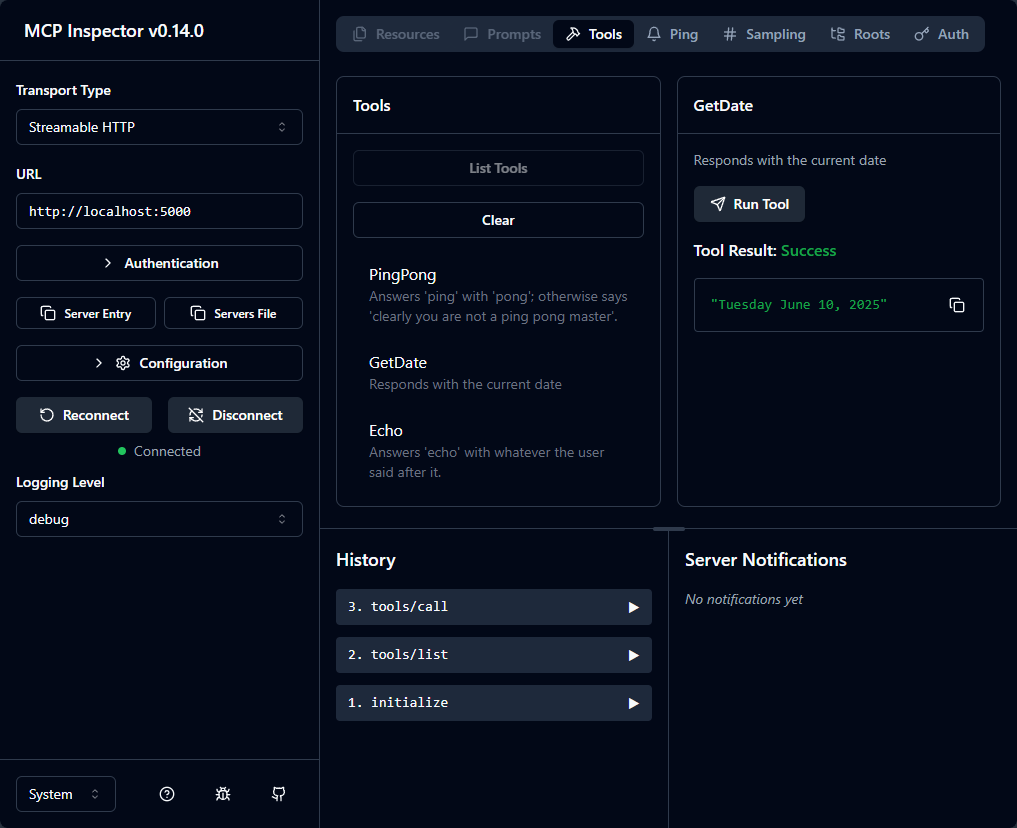 MCP Inspector v0.14.0
Transport Type
Streamable HTTP
URL
http://localhost:5000
Authentication
Server Entry
Servers File
Configuration
Reconnect
Disconnect
Connected
Logging Level
debug
System
Resources
Prompts
Tools
Ping
Sampling
Roots
Auth
Tools
List Tools
Clear
PingPong
Answers 'ping' with 'pong'; otherwise says
'clearly you are not a ping pong master'.
GetDate
Responds with the current date
Echo
Answers 'echo' with whatever the user
said after it.
GetDate
Responds with the current date
Run Tool
Tool Result: Success
"Tuesday June 10, 2025"
History
3. tools/call
2. tools/list
1. initialize
Server Notifications
No notifications yet